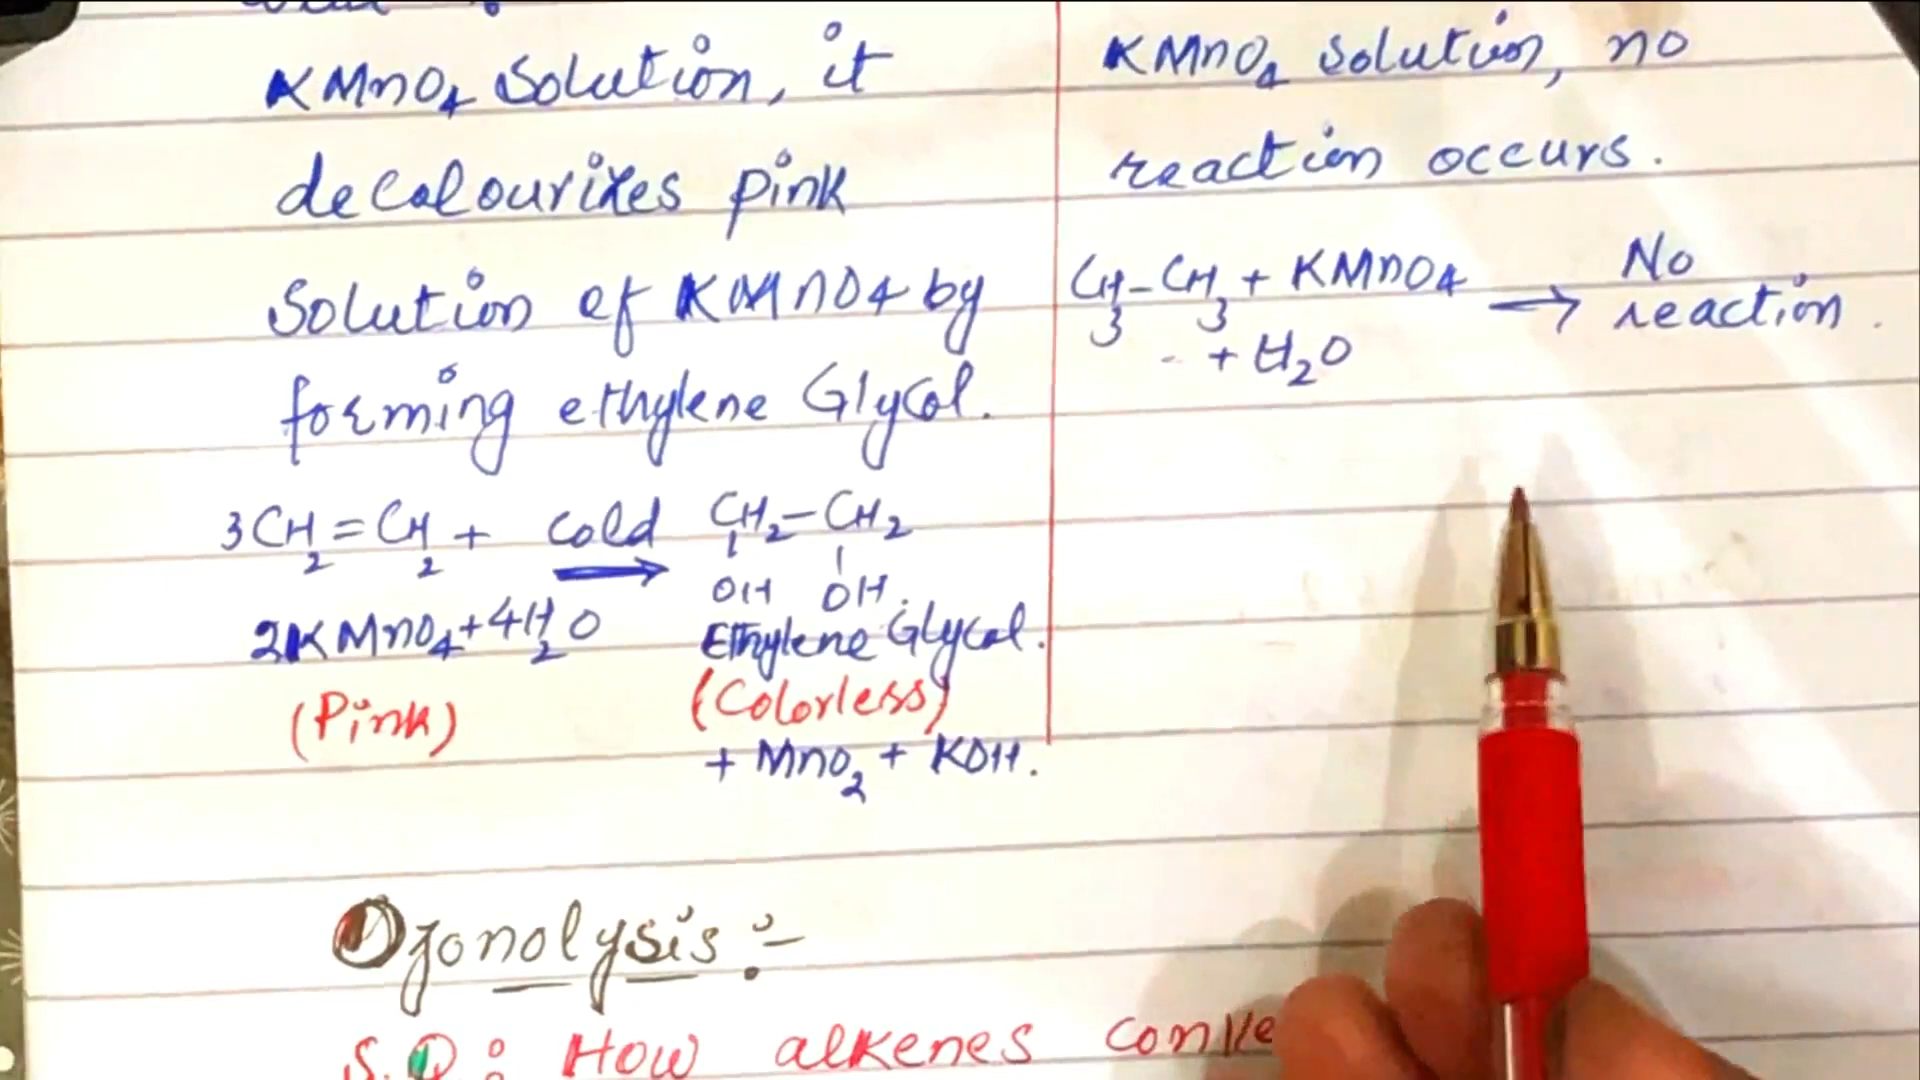 KMnO4 Solution, it
decolourizes pink
Solution of KMnO4 by
forming ethylene Glycol.
3CH2=CH2 + cold CH2-CH2
→ OH OH.
2KMnO4+4H2O Ethylene Glycol.
(Pink) (Colorless)
+ MnO2 + KOH.
KMnO4 solution, no
reaction occurs.
CH3-CH3 + KMnO4 → No
+ H2O reaction.
Ozonolysis :-
S.Q : How alkenes conve